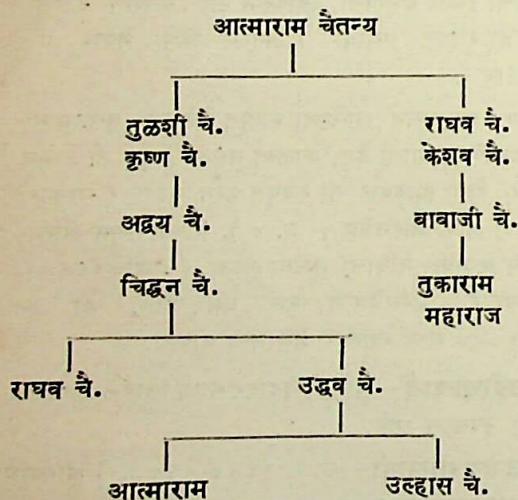 आत्माराम चैतन्य
तुळशी चै.
कृष्ण चै.
राघव चै.
केशव चै.
अद्वय चै.
बाबाजी चै.
चिद्घन चै.
तुकाराम
महाराज
राघव चै.
उद्धव चै.
आत्माराम
उल्हास चै.